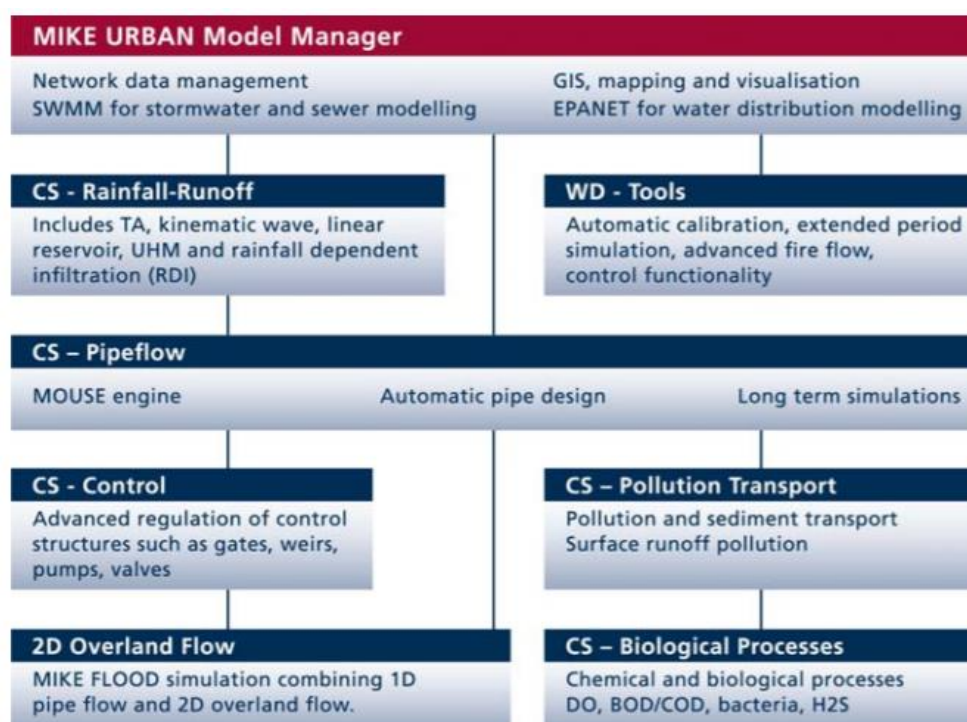 MIKE URBAN Model Manager
Network data management
SWMM for stormwater and sewer modelling
GIS, mapping and visualisation
EPANET for water distribution modelling
CS - Rainfall-Runoff
Includes TA, kinematic wave, linear
reservoir, UHM and rainfall dependent
infiltration (RDI)
WD - Tools
Automatic calibration, extended period
simulation, advanced fire flow,
control functionality
CS – Pipeflow
MOUSE engine
Automatic pipe design
Long term simulations
CS - Control
Advanced regulation of control
structures such as gates, weirs,
pumps, valves
CS – Pollution Transport
Pollution and sediment transport
Surface runoff pollution
2D Overland Flow
MIKE FLOOD simulation combining 1D
pipe flow and 2D overland flow.
CS – Biological Processes
Chemical and biological processes
DO, BOD/COD, bacteria, H2S